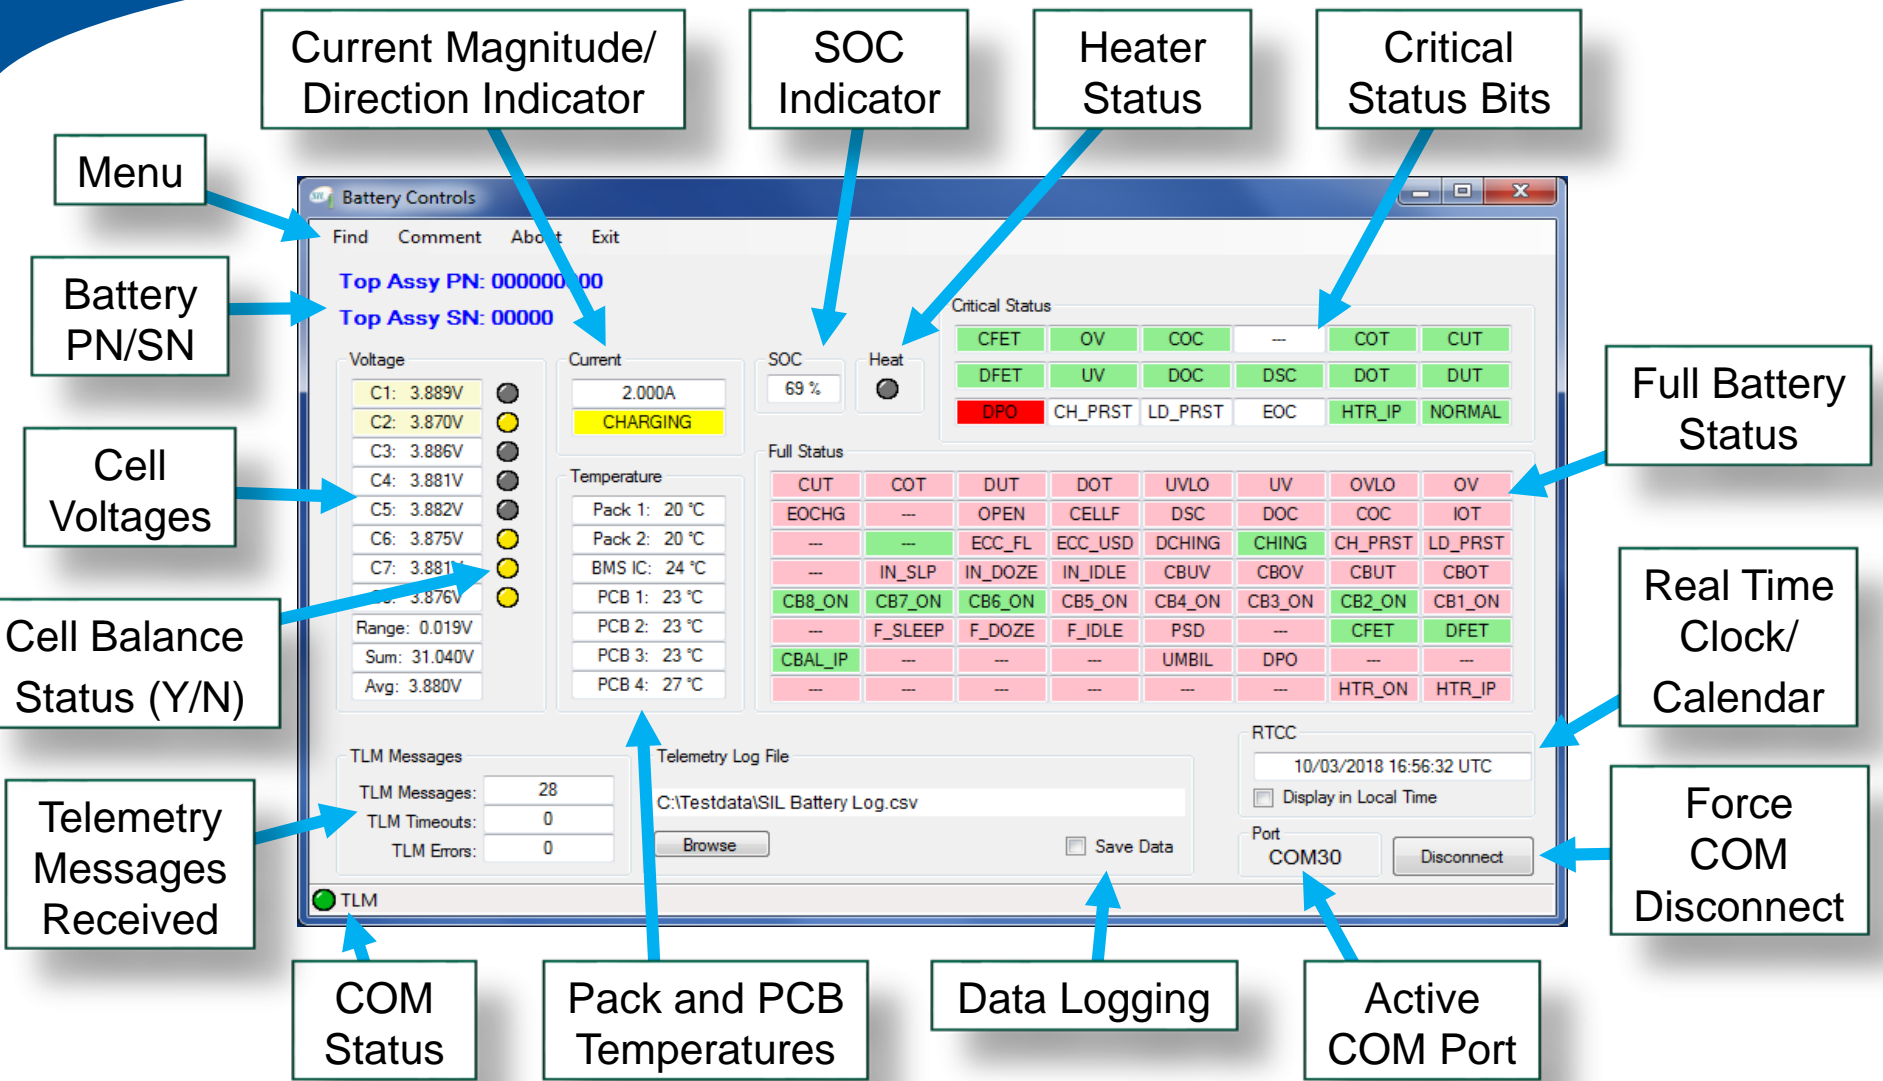 Current Magnitude/
Direction Indicator
SOC
Indicator
Heater
Status
Critical
Status Bits
Menu
Battery
PN/SN
Cell
Voltages
Cell Balance
Status (Y/N)
Telemetry
Messages
Received
COM
Status
Pack and PCB
Temperatures
Data Logging
Active
COM Port
Full Battery
Status
Real Time
Clock/
Calendar
Force
COM
Disconnect
Battery Controls
Find Comment About Exit
Top Assy PN: 000000000
Top Assy SN: 00000
Voltage
C1: 3.889V
C2: 3.870V
C3: 3.886V
C4: 3.881V
C5: 3.882V
C6: 3.875V
C7: 3.881V
3.876V
Range: 0.019V
Sum: 31.040V
Avg: 3.880V
Current
2.000A
CHARGING
Temperature
Pack 1: 20 °C
Pack 2: 20 °C
BMS IC: 24 °C
PCB 1: 23 °C
PCB 2: 23 °C
PCB 3: 23 °C
PCB 4: 27 °C
SOC
69 %
Heat
Critical Status
CFET OV COC --- COT CUT
DFET UV DOC DSC DOT DUT
DPO CH_PRST LD_PRST EOC HTR_IP NORMAL
Full Status
CUT COT DUT DOT UVLO UV OVLO OV
EOCHG --- OPEN CELLF DSC DOC COC IOT
--- --- ECC_FL ECC_USD DCHING CHING CH_PRST LD_PRST
--- IN_SLP IN_DOZE IN_IDLE CBUV CBOV CBUT CBOT
CB8_ON CB7_ON CB6_ON CB5_ON CB4_ON CB3_ON CB2_ON CB1_ON
--- F_SLEEP F_DOZE F_IDLE PSD --- CFET DFET
CBAL_IP --- --- --- UMBIL DPO --- ---
--- --- --- --- --- --- HTR_ON HTR_IP
TLM Messages
TLM Messages: 28
TLM Timeouts: 0
TLM Errors: 0
Telemetry Log File
C:\Testdata\SIL Battery Log.csv
Browse
Save Data
RTCC
10/03/2018 16:56:32 UTC
Display in Local Time
Port
COM30
Disconnect
TLM